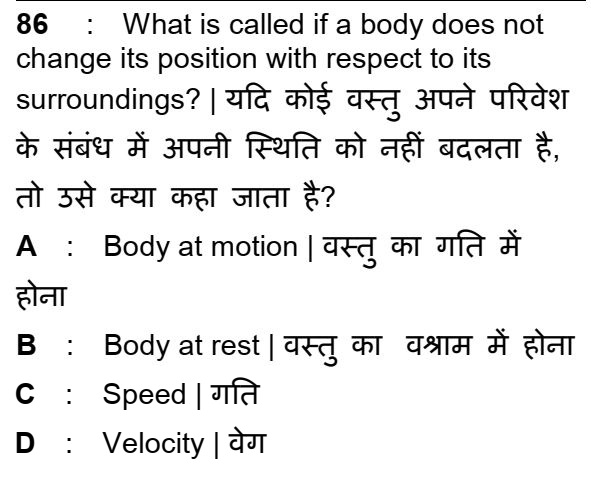 86 : What is called if a body does not
change its position with respect to its
surroundings? | यदि कोई वस्तु अपने परिवेश
के संबंध में अपनी स्थिति को नहीं बदलता है,
तो उसे क्या कहा जाता है?
A : Body at motion | वस्तु का गति में
होना
B : Body at rest | वस्तु का वश्राम में होना
C : Speed | गति
D : Velocity | वेग